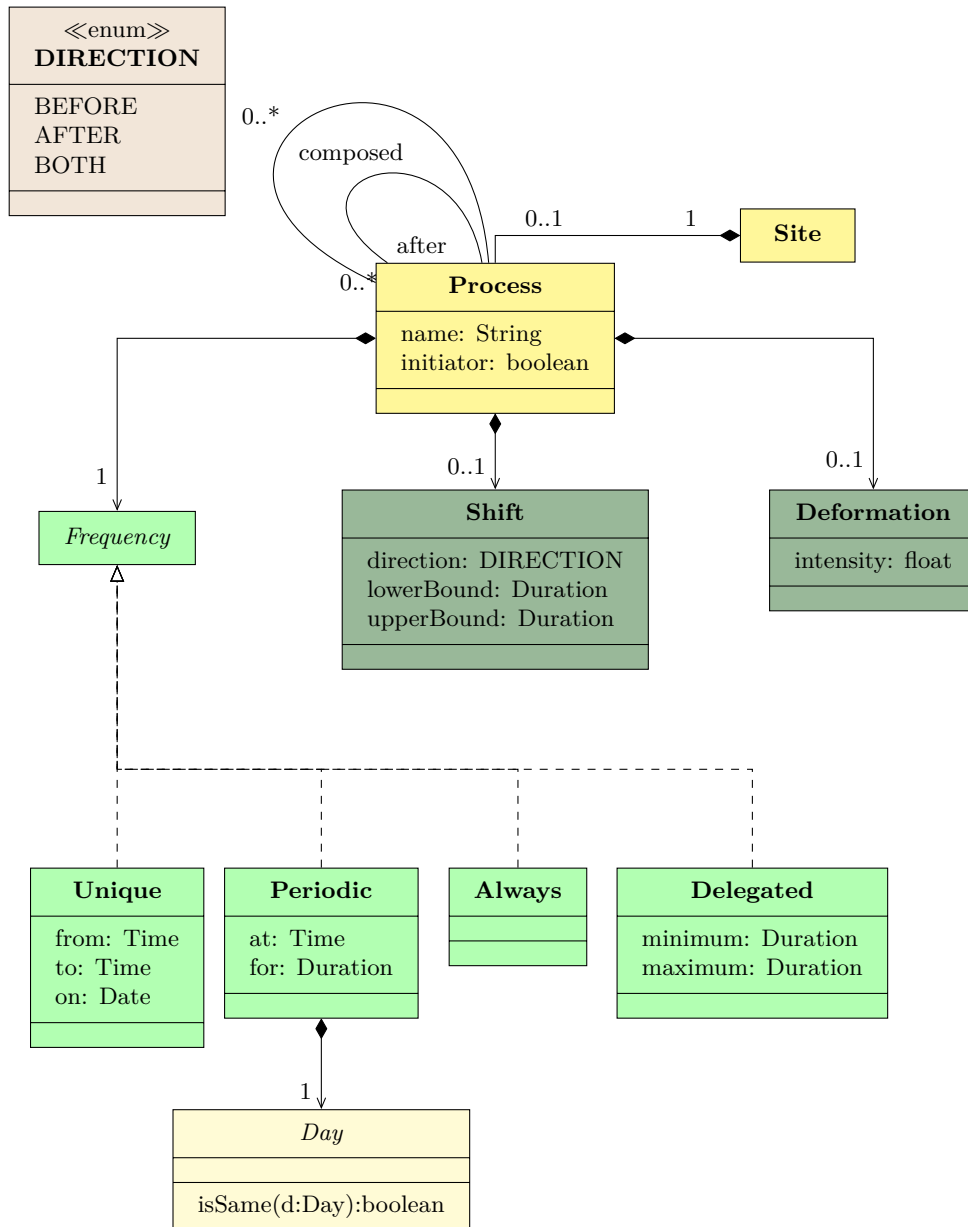 ≪enum≫
DIRECTION
BEFORE
AFTER
BOTH
0..*
composed
after
0..*
0..1
1
Site
Process
name: String
initiator: boolean
1
0..1
0..1
Frequency
Shift
direction: DIRECTION
lowerBound: Duration
upperBound: Duration
Deformation
intensity: float
Unique
from: Time
to: Time
on: Date
Periodic
at: Time
for: Duration
Always
Delegated
minimum: Duration
maximum: Duration
1
Day
isSame(d:Day):boolean